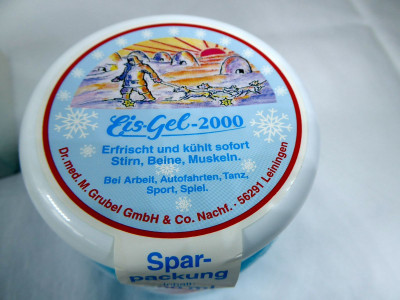 Eis-Gel-2000
Erfrischt und kühlt sofort
Stirn, Beine, Muskeln.
Bei Arbeit, Autofahrten, Tanz,
Sport, Spiel.
Dr. med. M. Grubel GmbH & Co. Nachf. · 56291 Leiningen
Spar-
packung